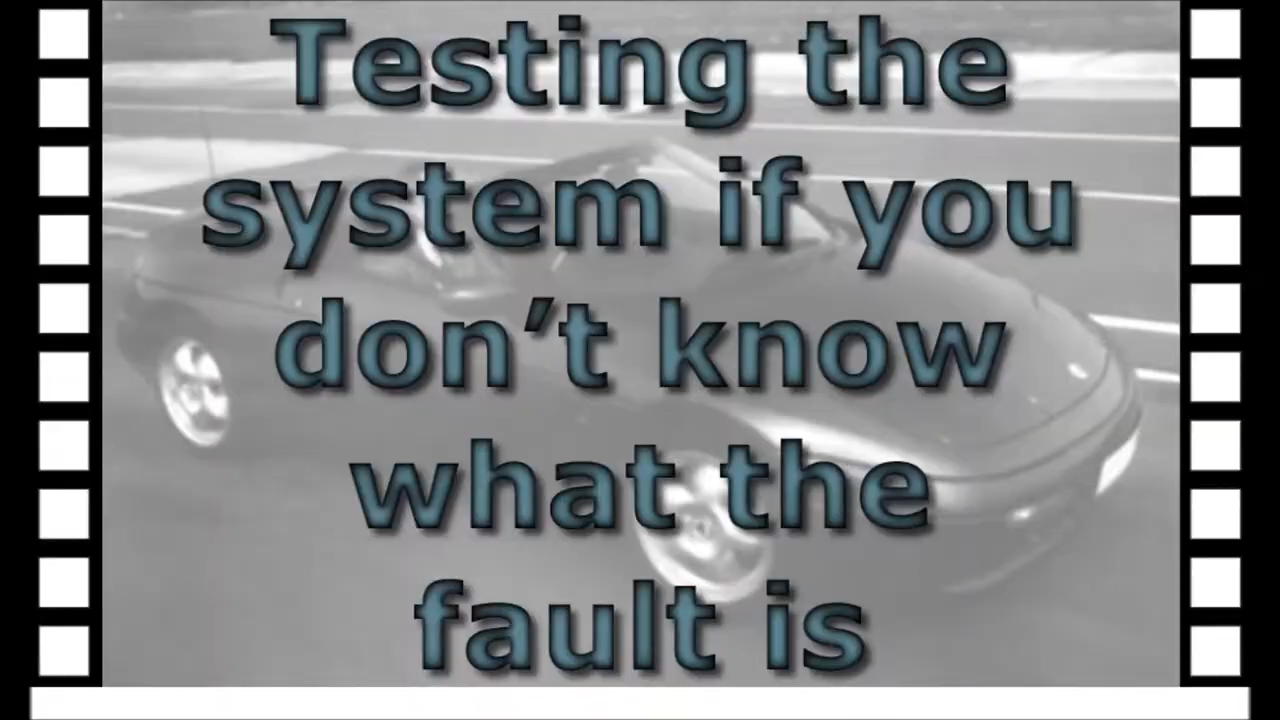 Testing the
system if you
don’t know
what the
fault is